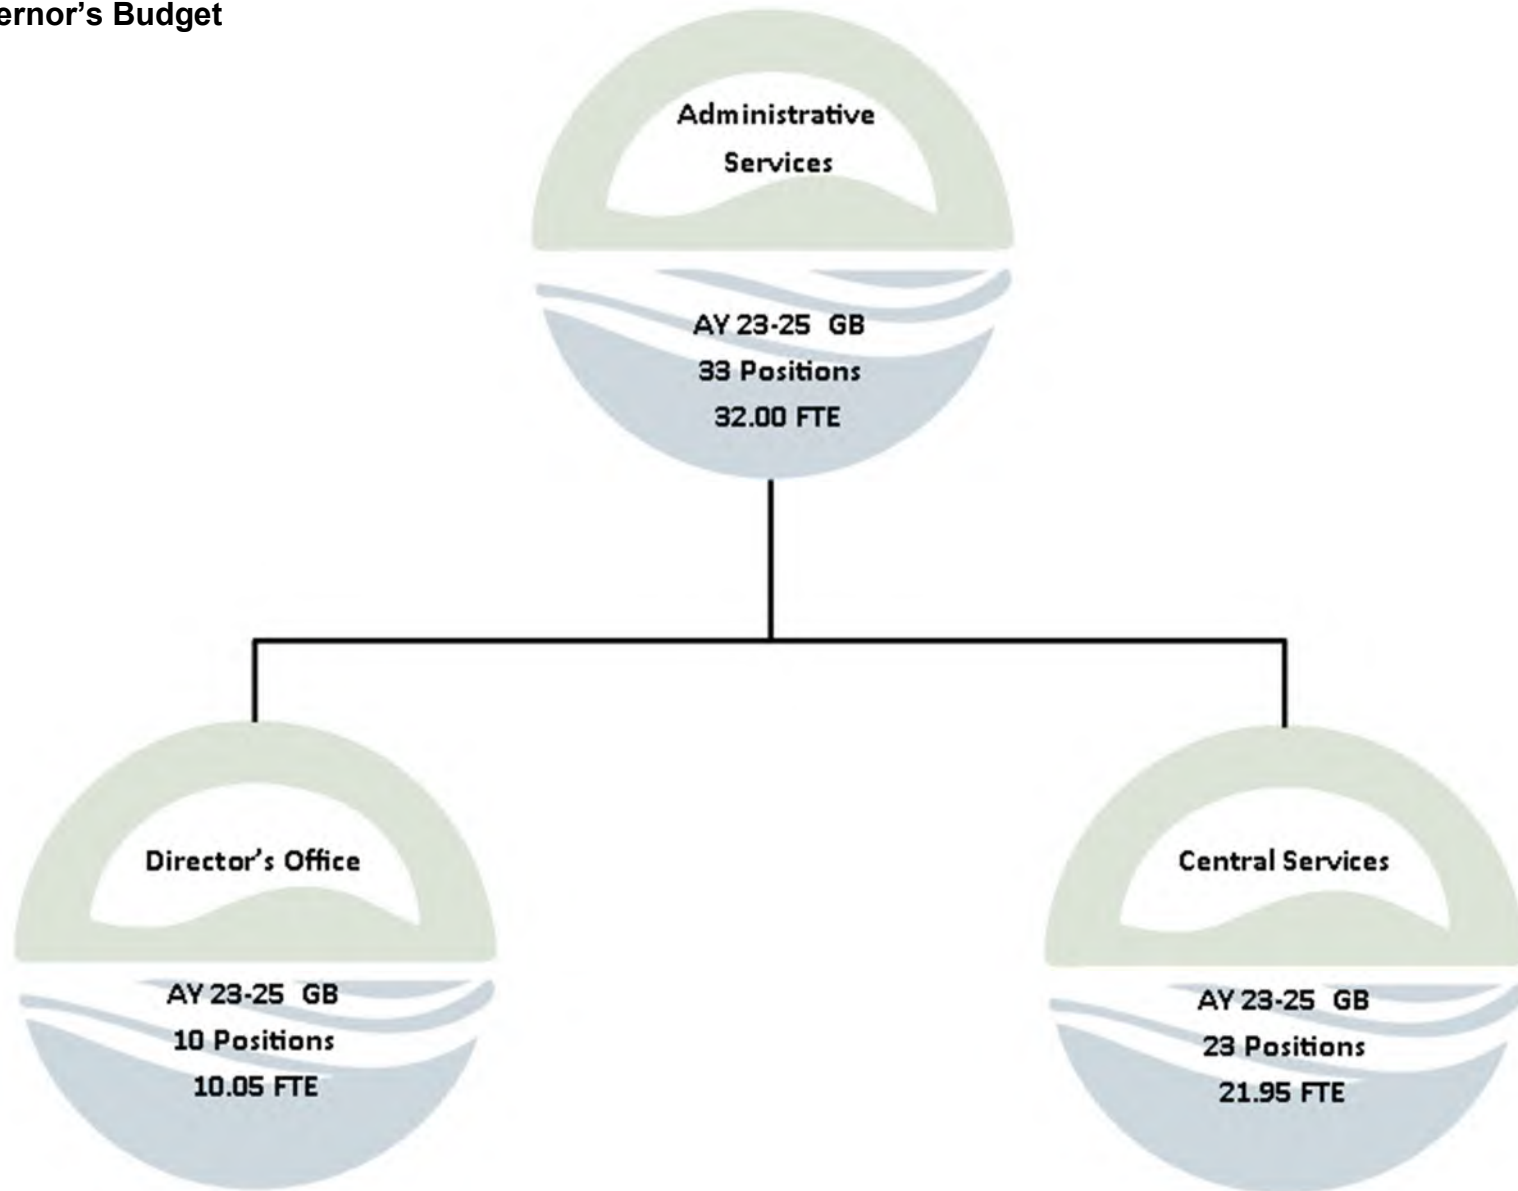 ernor’s Budget
Administrative
Services
AY 23-25 GB
33 Positions
32.00 FTE
Director’s Office
AY 23-25 GB
10 Positions
10.05 FTE
Central Services
AY 23-25 GB
23 Positions
21.95 FTE